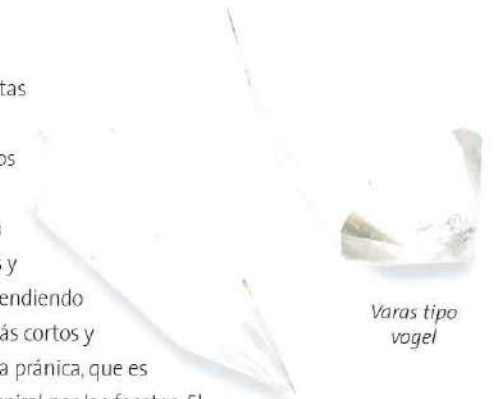 tas
os
s y
endiendo
ás cortos y
a pránica, que es
Varas tipo
vogel